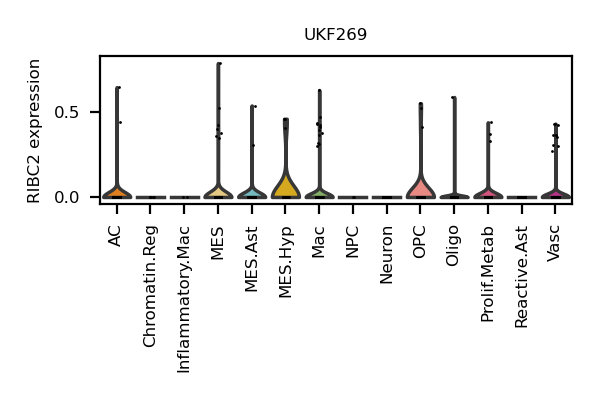 UKF269
RIBC2 expression
0.5
0.0
AC
Chromatin.Reg
Inflammatory.Mac
MES
MES.Ast
MES.Hyp
Mac
NPC
Neuron
OPC
Oligo
Prolif.Metab
Reactive.Ast
Vasc